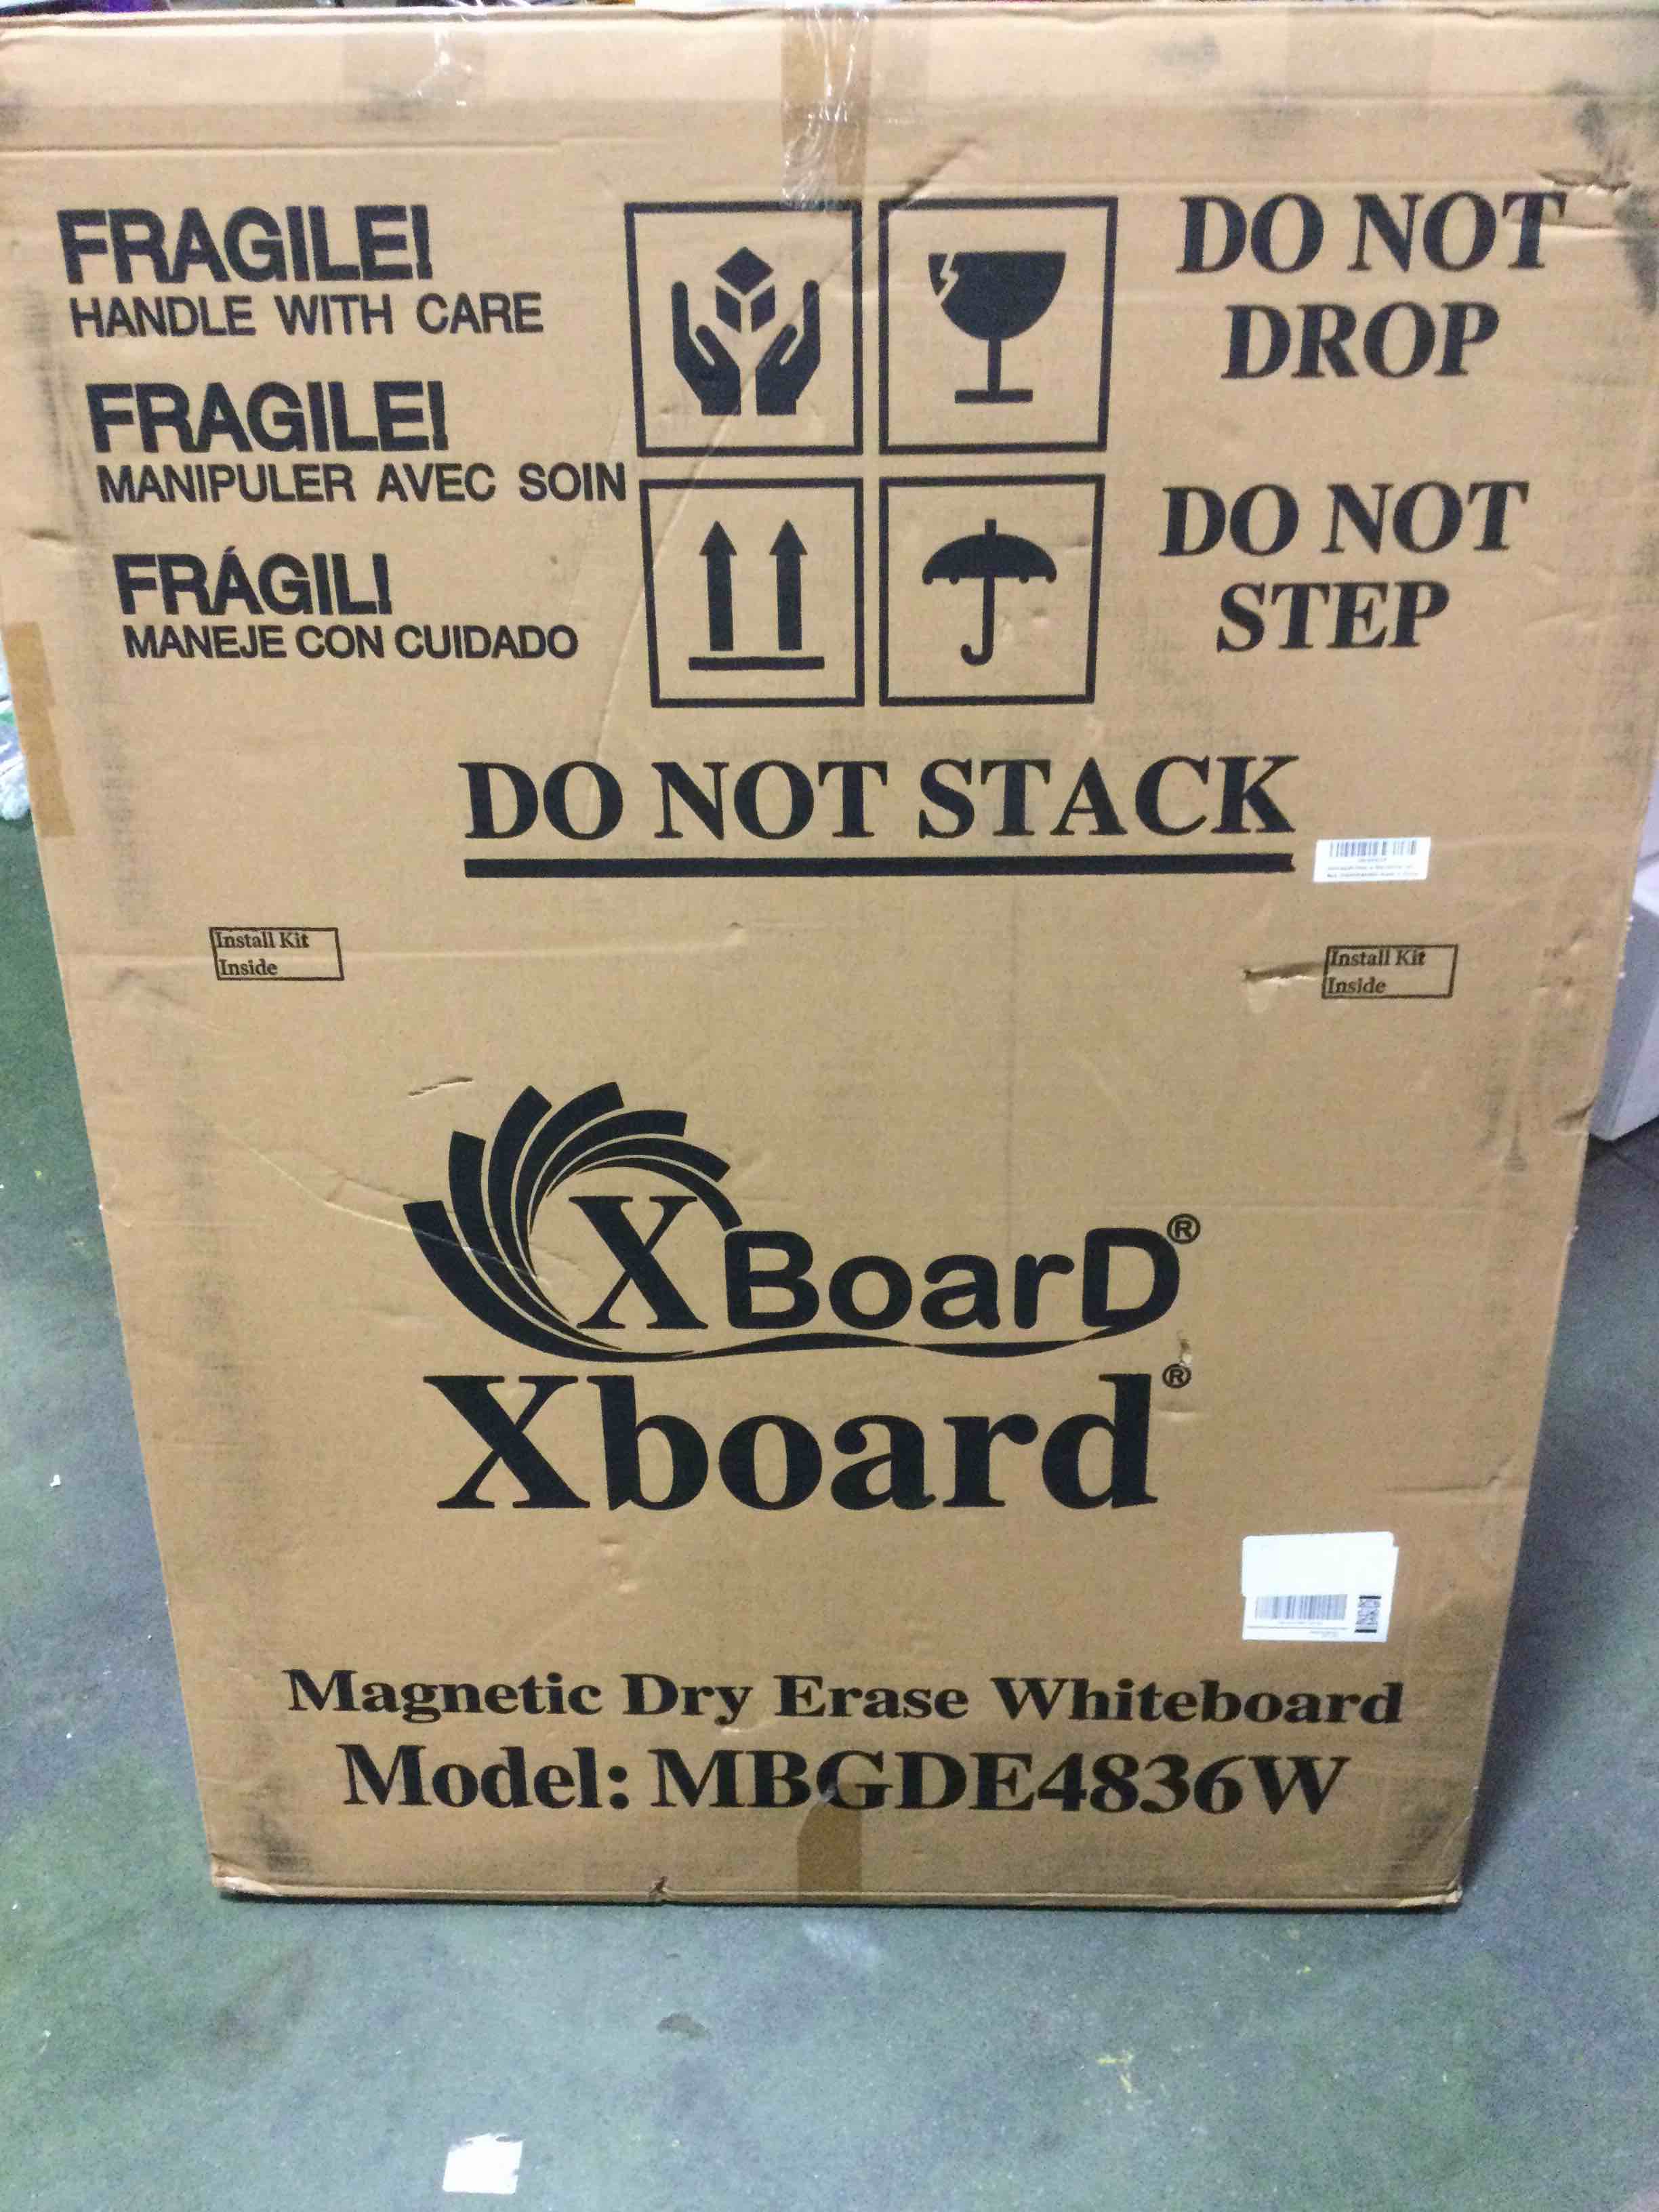 FRAGILE!
HANDLE WITH CARE
FRAGILE!
MANIPULER AVEC SOIN
FRÁGIL!
MANEJE CON CUIDADO
DO NOT
DROP
DO NOT
STEP
DO NOT STACK
Install Kit
Inside
Install Kit
Inside
XBoarD®
Xboard®
Magnetic Dry Erase Whiteboard
Model: MBGDE4836W